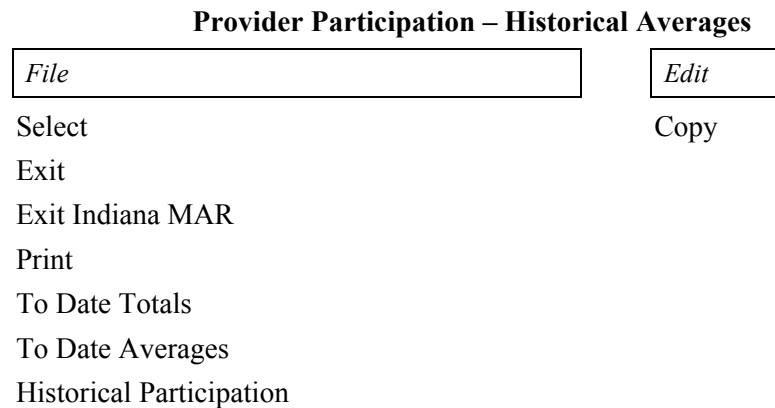 Provider Participation – Historical Averages
File Edit
Select Copy
Exit
Exit Indiana MAR
Print
To Date Totals
To Date Averages
Historical Participation